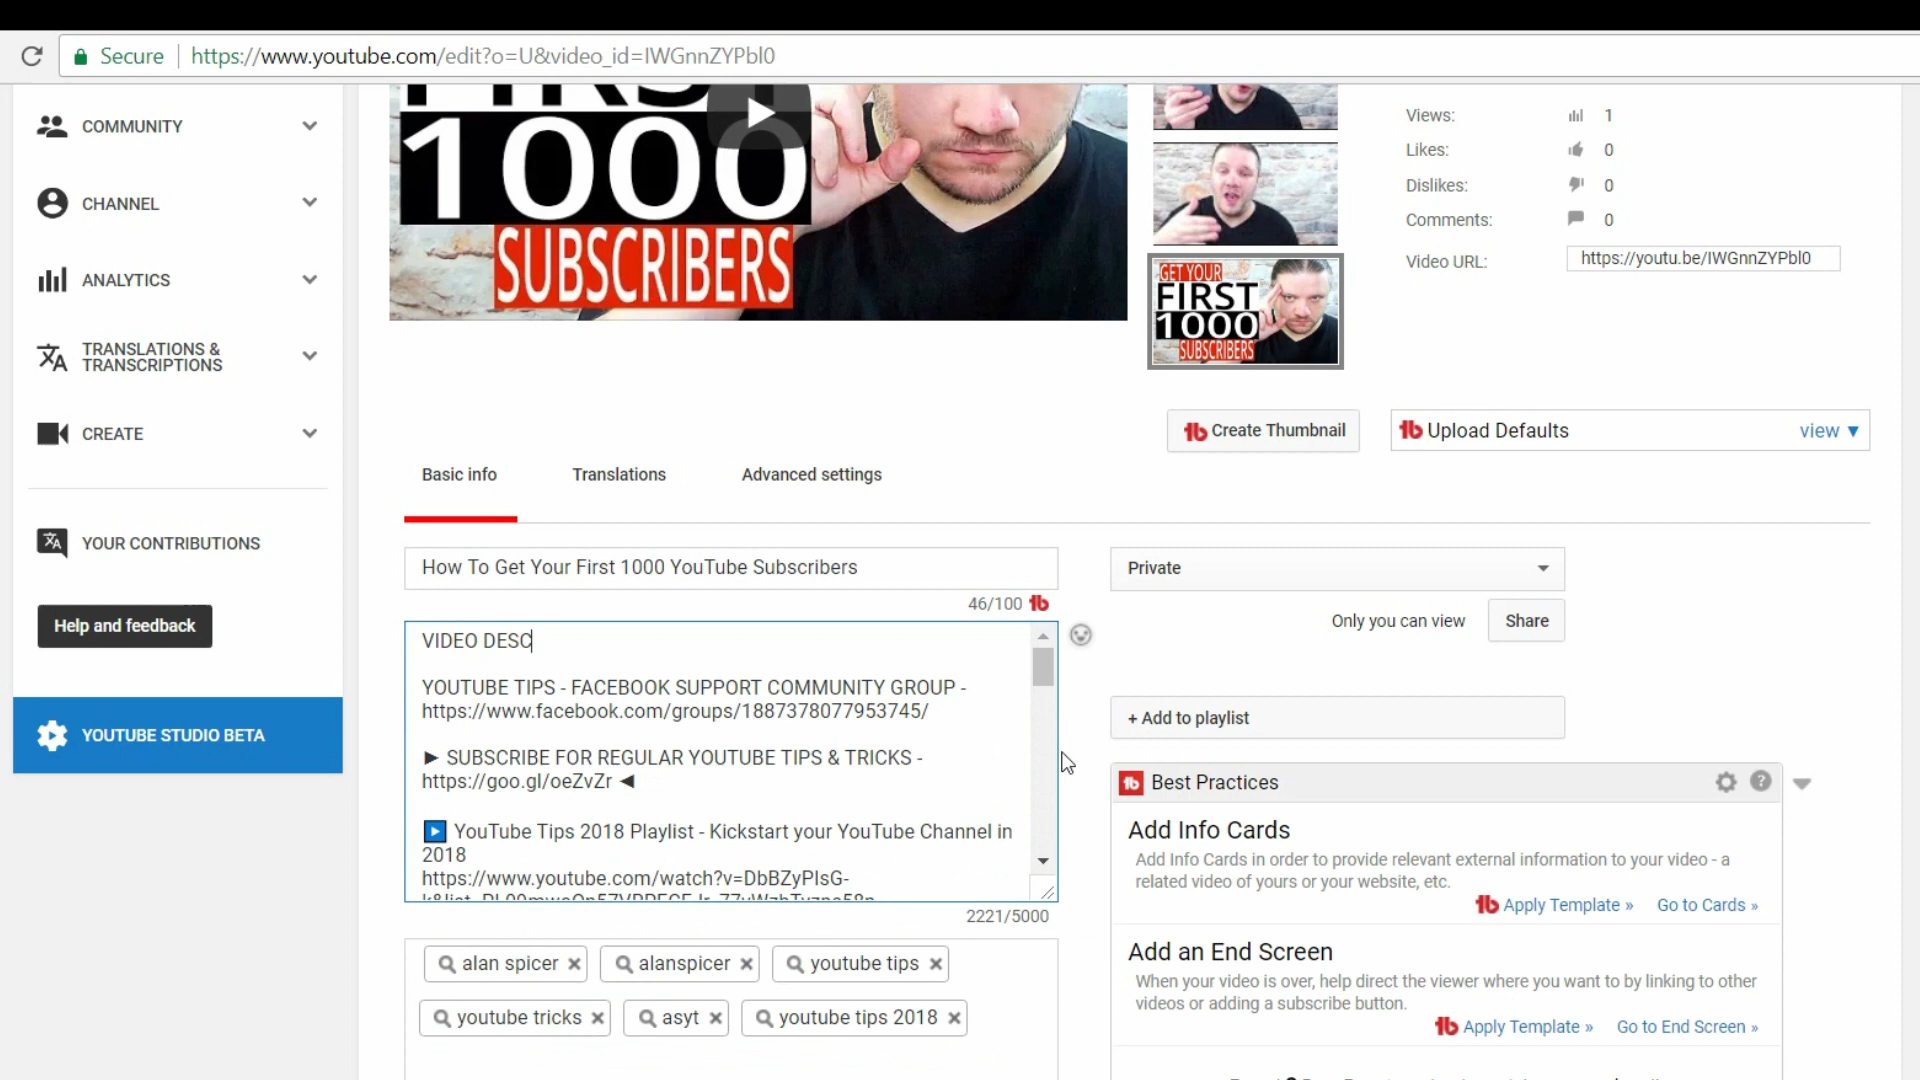 Secure
https://www.youtube.com/edit?o=U&video_id=IWGnnZYPbl0
COMMUNITY
CHANNEL
ANALYTICS
TRANSLATIONS &
TRANSCRIPTIONS
CREATE
YOUR CONTRIBUTIONS
Help and feedback
YOUTUBE STUDIO BETA
FIRST
1000
SUBSCRIBERS
GET YOUR
FIRST
1000
SUBSCRIBERS
Views: 1
Likes: 0
Dislikes: 0
Comments: 0
Video URL: https://youtu.be/IWGnnZYPbl0
Create Thumbnail
Upload Defaults
view ▼
Basic info
Translations
Advanced settings
How To Get Your First 1000 YouTube Subscribers
46/100
VIDEO DESC
YOUTUBE TIPS - FACEBOOK SUPPORT COMMUNITY GROUP -
https://www.facebook.com/groups/1887378077953745/
► SUBSCRIBE FOR REGULAR YOUTUBE TIPS & TRICKS -
https://goo.gl/oeZvZr ◄
▶ YouTube Tips 2018 Playlist - Kickstart your YouTube Channel in
2018
https://www.youtube.com/watch?v=DbBZyPIsG-
2221/5000
alan spicer ×
alanspicer ×
youtube tips ×
youtube tricks ×
asyt ×
youtube tips 2018 ×
Private
Only you can view
Share
+ Add to playlist
Best Practices
Add Info Cards
Add Info Cards in order to provide relevant external information to your video - a
related video of yours or your website, etc.
Apply Template »
Go to Cards »
Add an End Screen
When your video is over, help direct the viewer where you want to by linking to other
videos or adding a subscribe button.
Apply Template »
Go to End Screen »